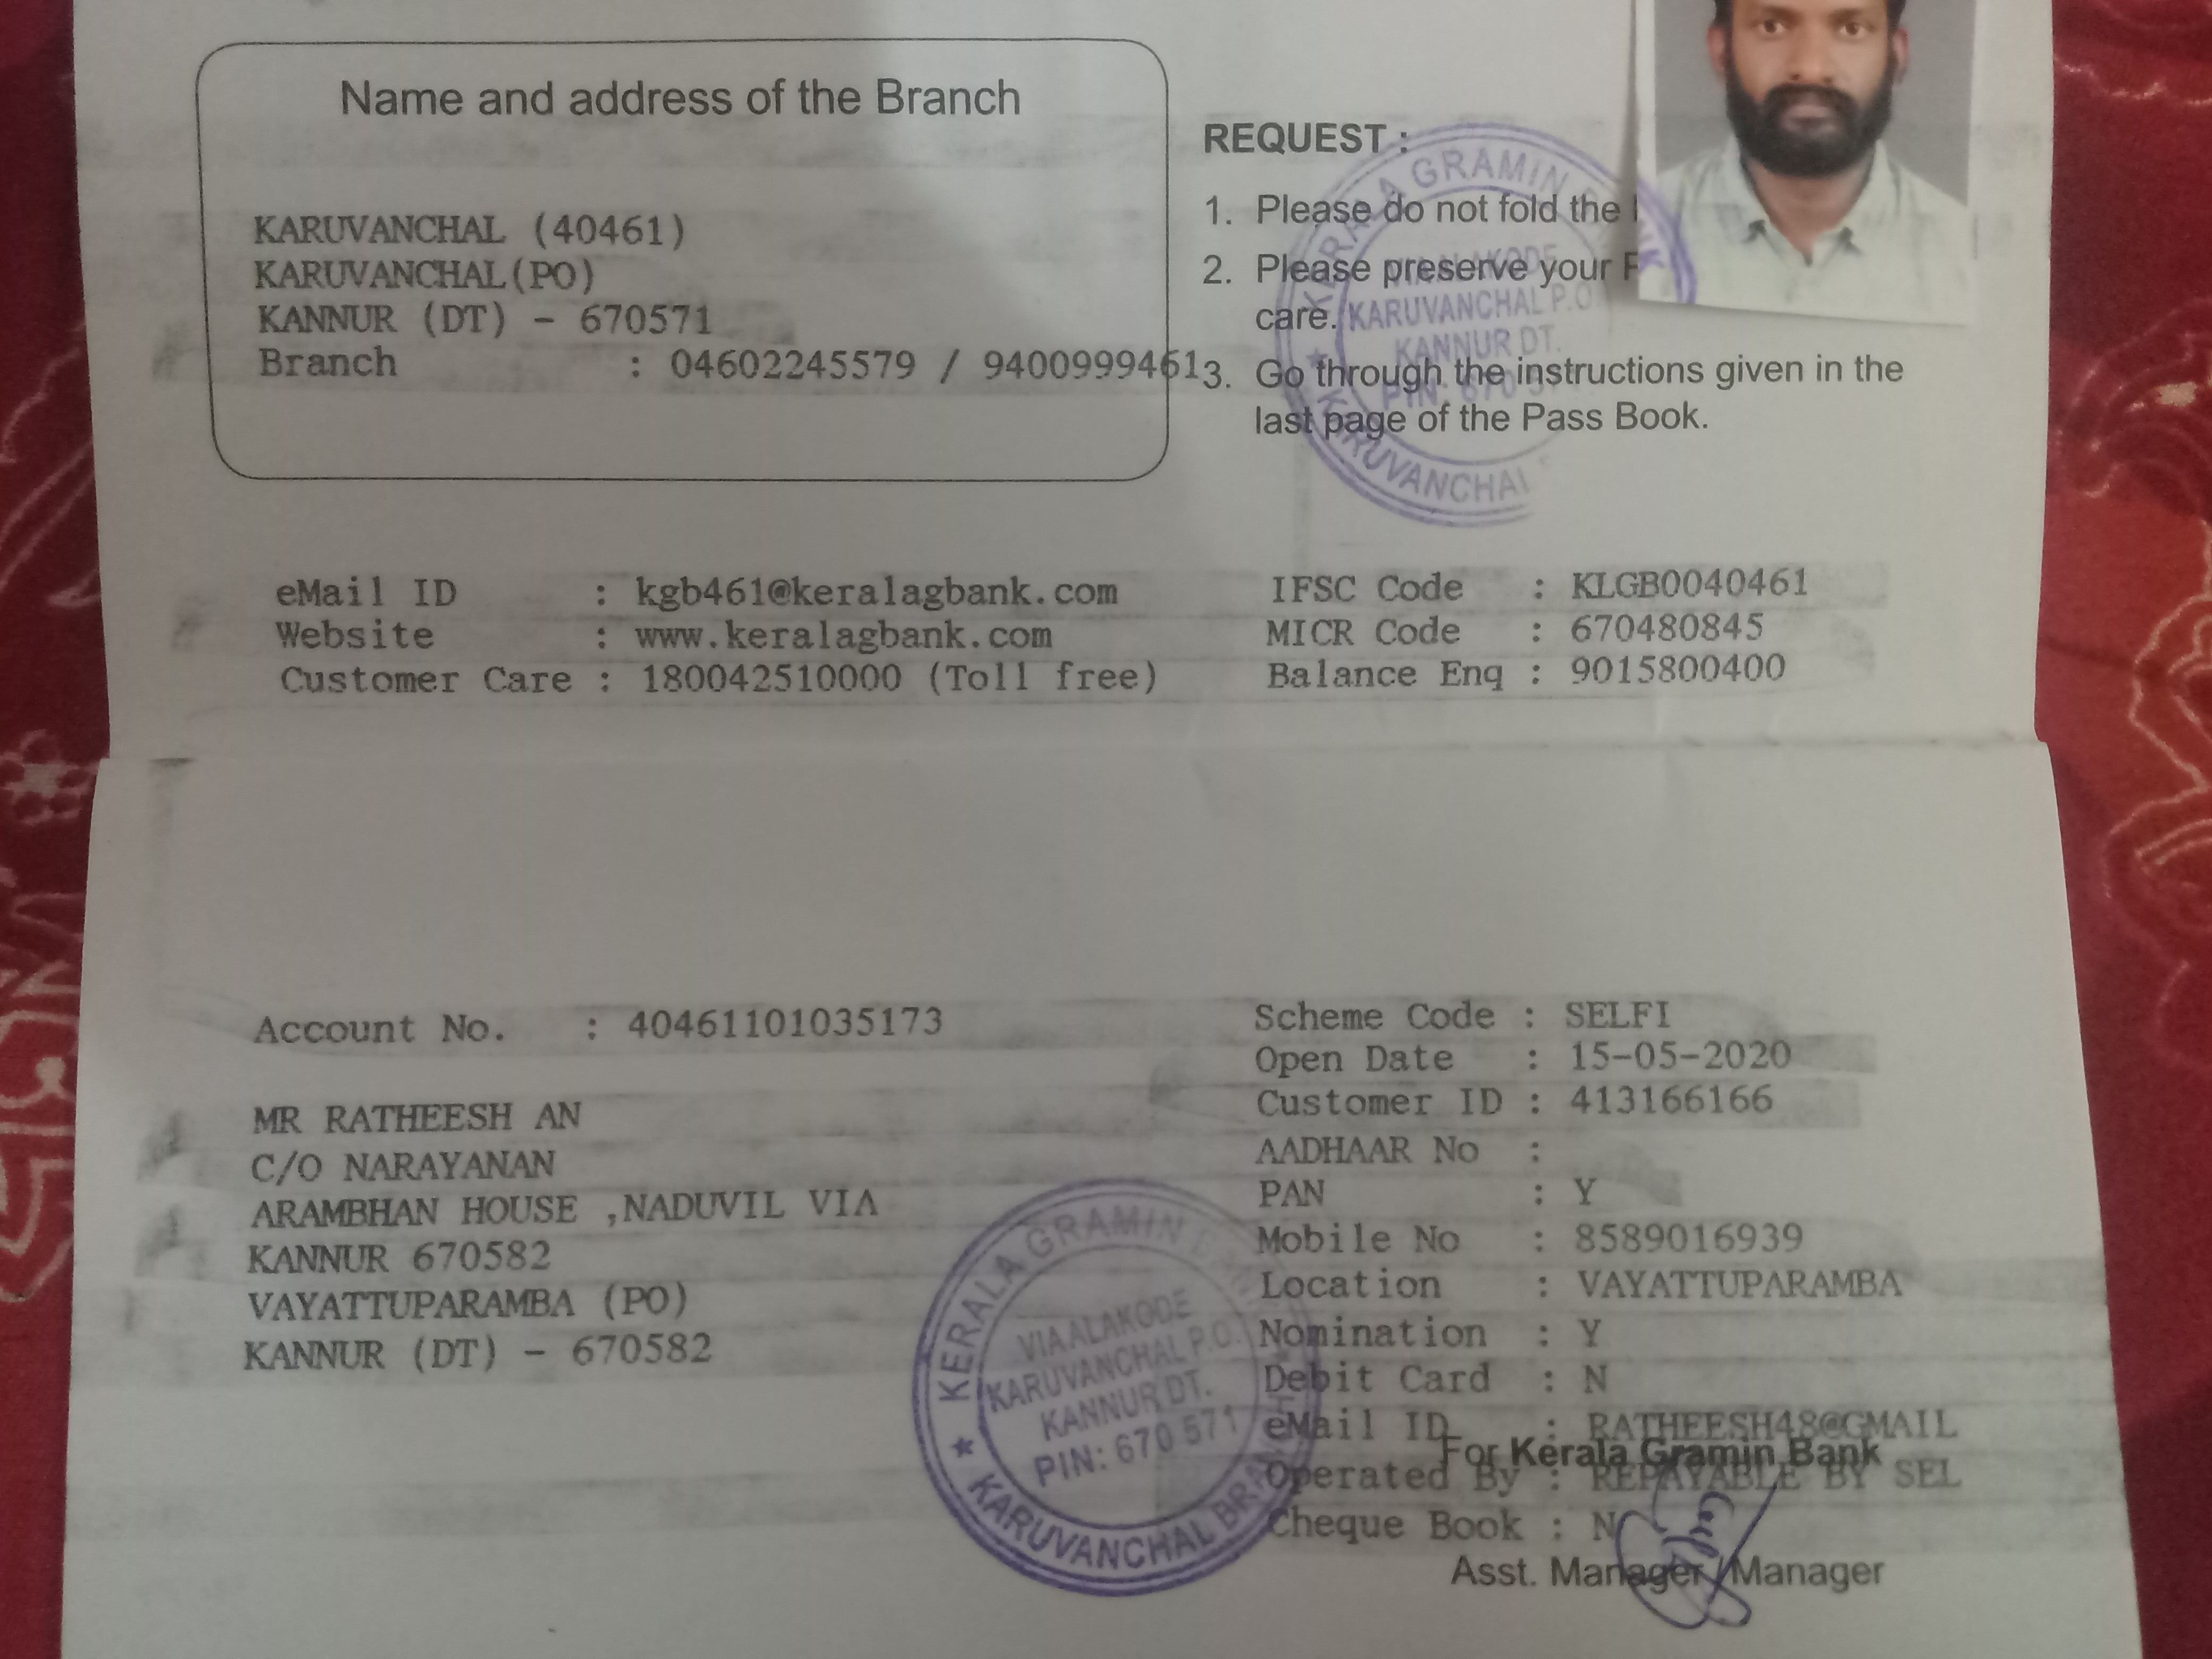 Name and address of the Branch
KARUVANCHAL (40461)
KARUVANCHAL(PO)
KANNUR (DT) - 670571
Branch : 04602245579 / 9400999461
REQUEST :
1. Please do not fold the
2. Please preserve your
care.
3. Go through the instructions given in the
last page of the Pass Book.
KERALA GRAMIN
KARUVANCHAL P.O
KANNUR DT.
PIN: 670 5
KARUVANCHAL
eMail ID : kgb461@keralagbank.com
Website : www.keralagbank.com
Customer Care : 180042510000 (Toll free)
IFSC Code : KLGB0040461
MICR Code : 670480845
Balance Enq : 9015800400
Account No. : 40461101035173
MR RATHEESH AN
C/O NARAYANAN
ARAMBHAN HOUSE ,NADUVIL VIA
KANNUR 670582
VAYATTUPARAMBA (PO)
KANNUR (DT) - 670582
Scheme Code : SELFI
Open Date : 15-05-2020
Customer ID : 413166166
AADHAAR No :
PAN : Y
Mobile No : 8589016939
Location : VAYATTUPARAMBA
Nomination : Y
Debit Card : N
eMail ID : RATHEESH48@GMAIL
For Kerala Gramin Bank
Operated By : REPAYABLE BY SEL
Cheque Book : N
Asst. Manager / Manager
KERALA GRAMIN BANK
VIA ALAKODE
KARUVANCHAL P.O.
KANNUR DT.
PIN: 670 571
KARUVANCHAL BRANCH